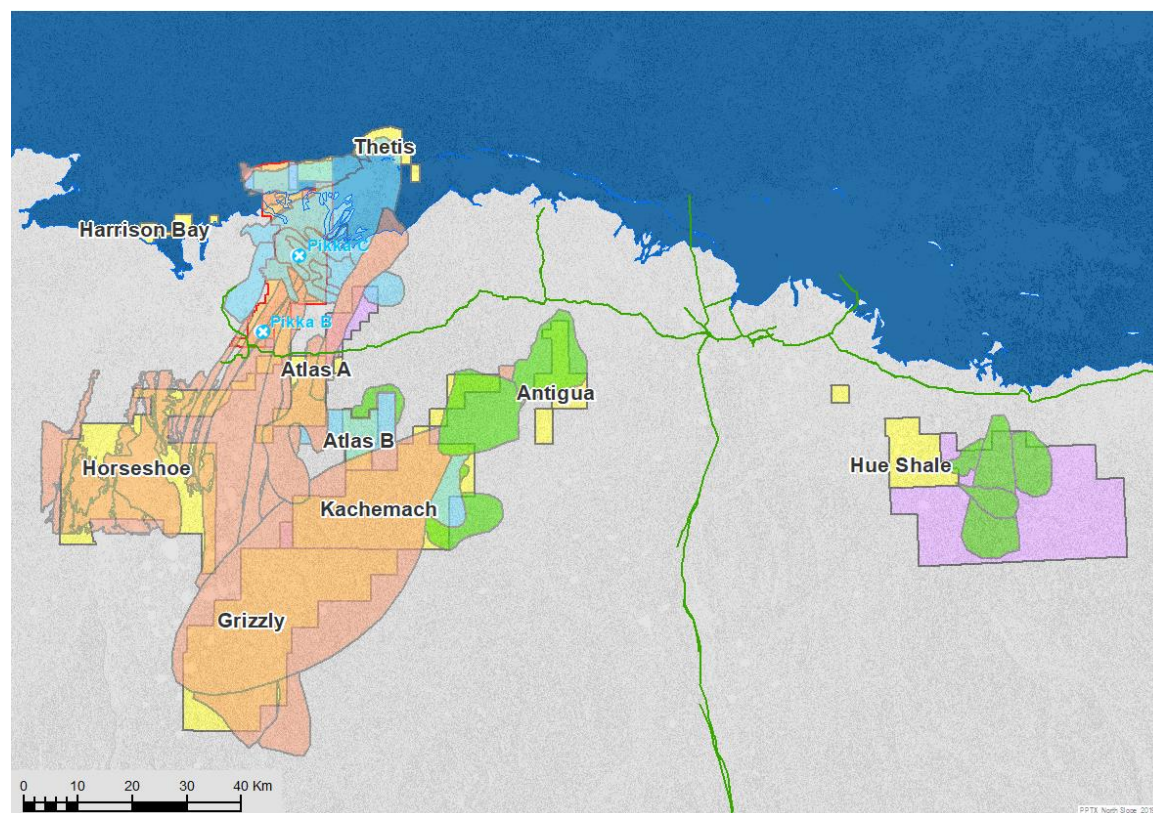 Thetis
Harrison Bay
Pikka C
Pikka B
Atlas A
Antigua
Atlas B
Horseshoe
Hue Shale
Kachemach
Grizzly
0 10 20 30 40 Km